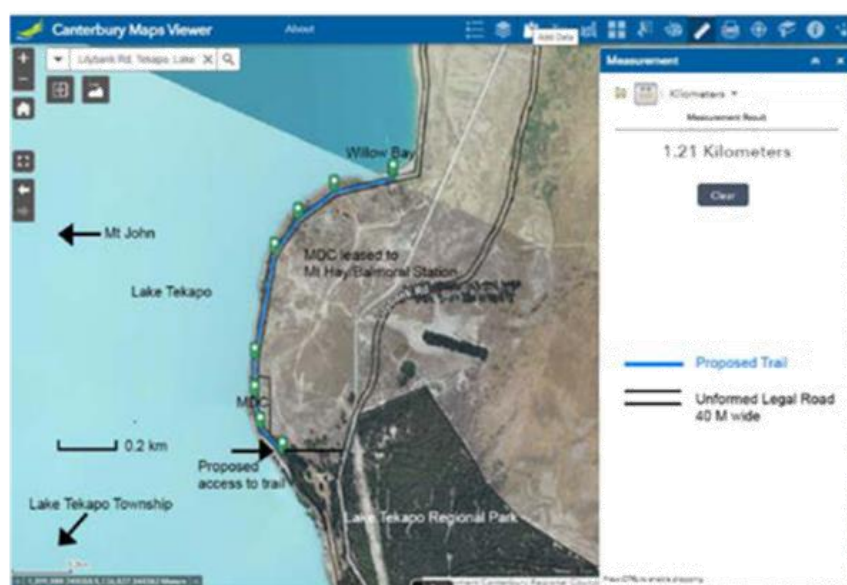 Canterbury Maps Viewer
About
Add Data
Lilybank Rd, Tekapo, Lake
Measurement
Kilometers
Measurement Result
1.21 Kilometers
Clear
Willow Bay
Mt John
MDC leased to
Mt Hay/Balmoral Station
Lake Tekapo
MDC
0.2 km
Proposed
access to trail
Lake Tekapo Township
Lake Tekapo Regional Park
Proposed Trail
Unformed Legal Road
40 M wide